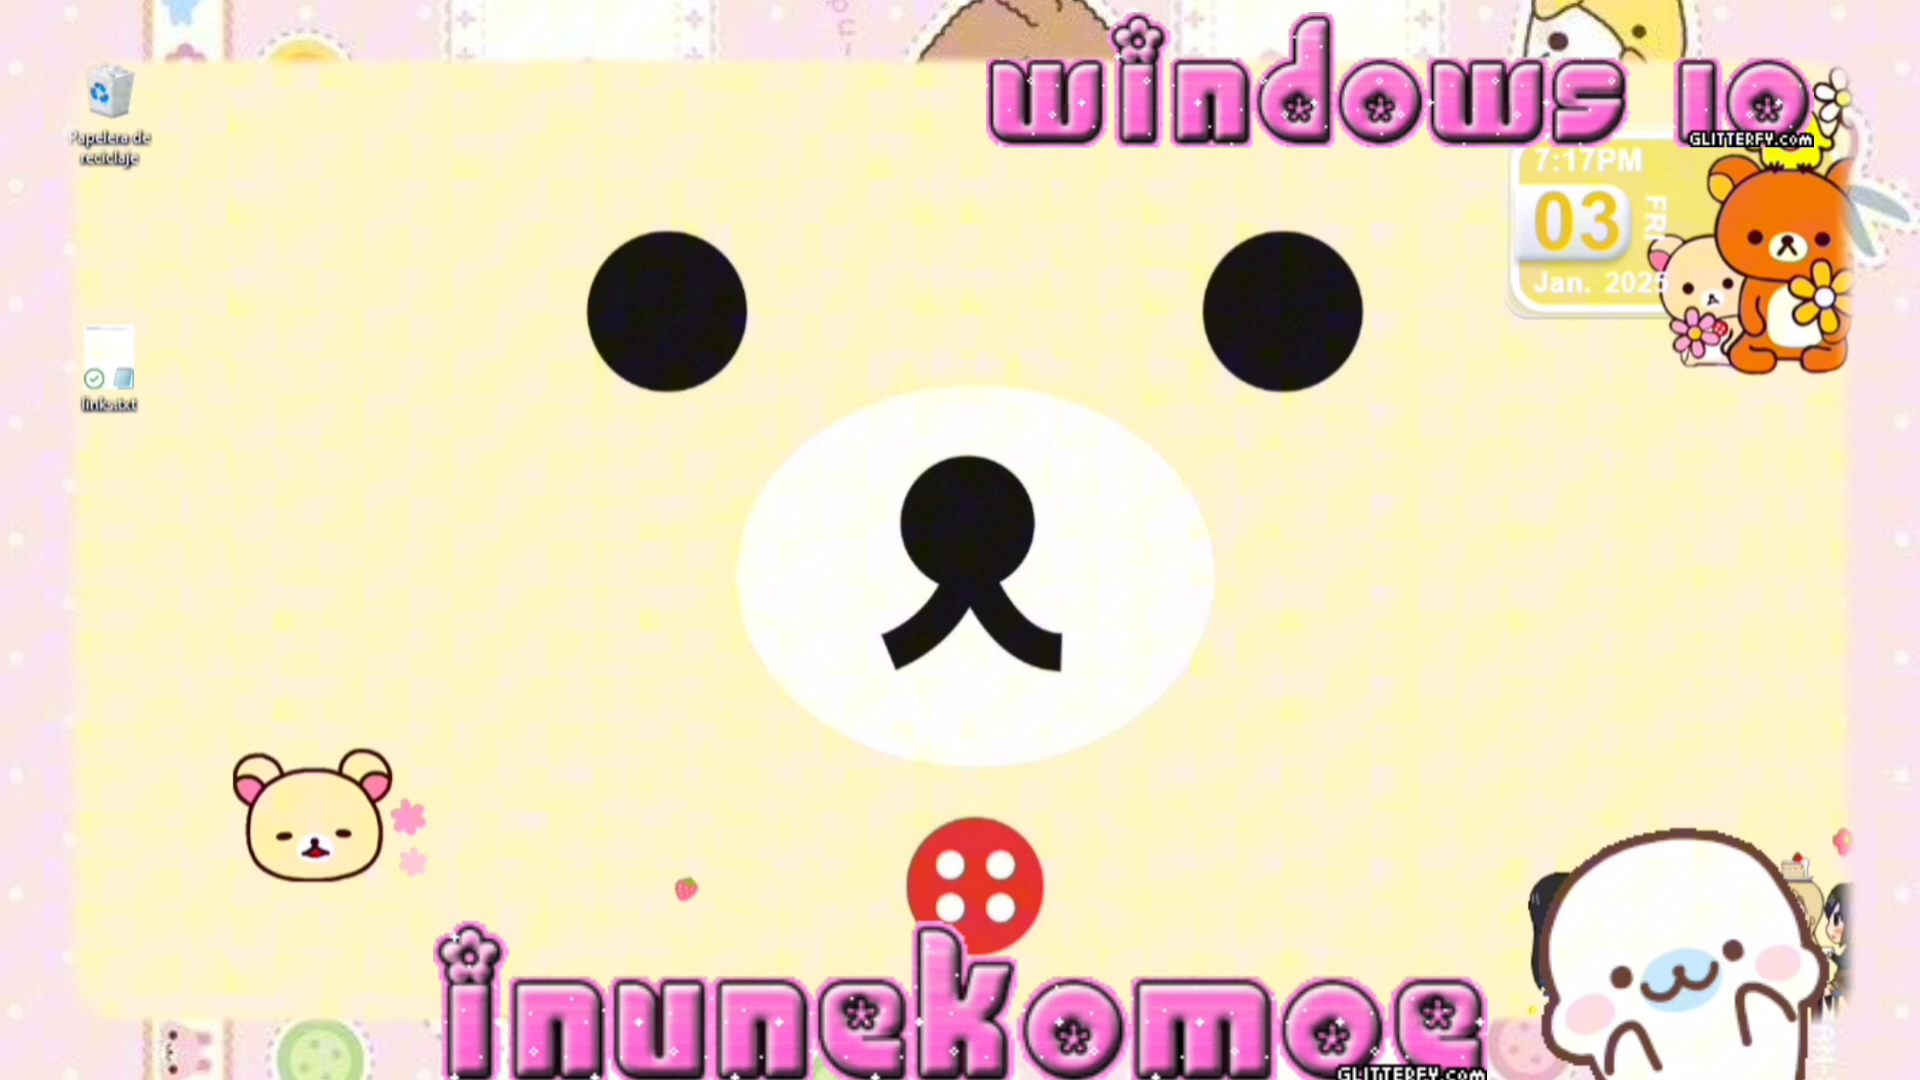 windows 10
GLITTERFY.com
7:17PM
03
FRI
Jan. 2025
Papelera de
reciclaje
links.txt
inunekomoe
GLITTERFY.com